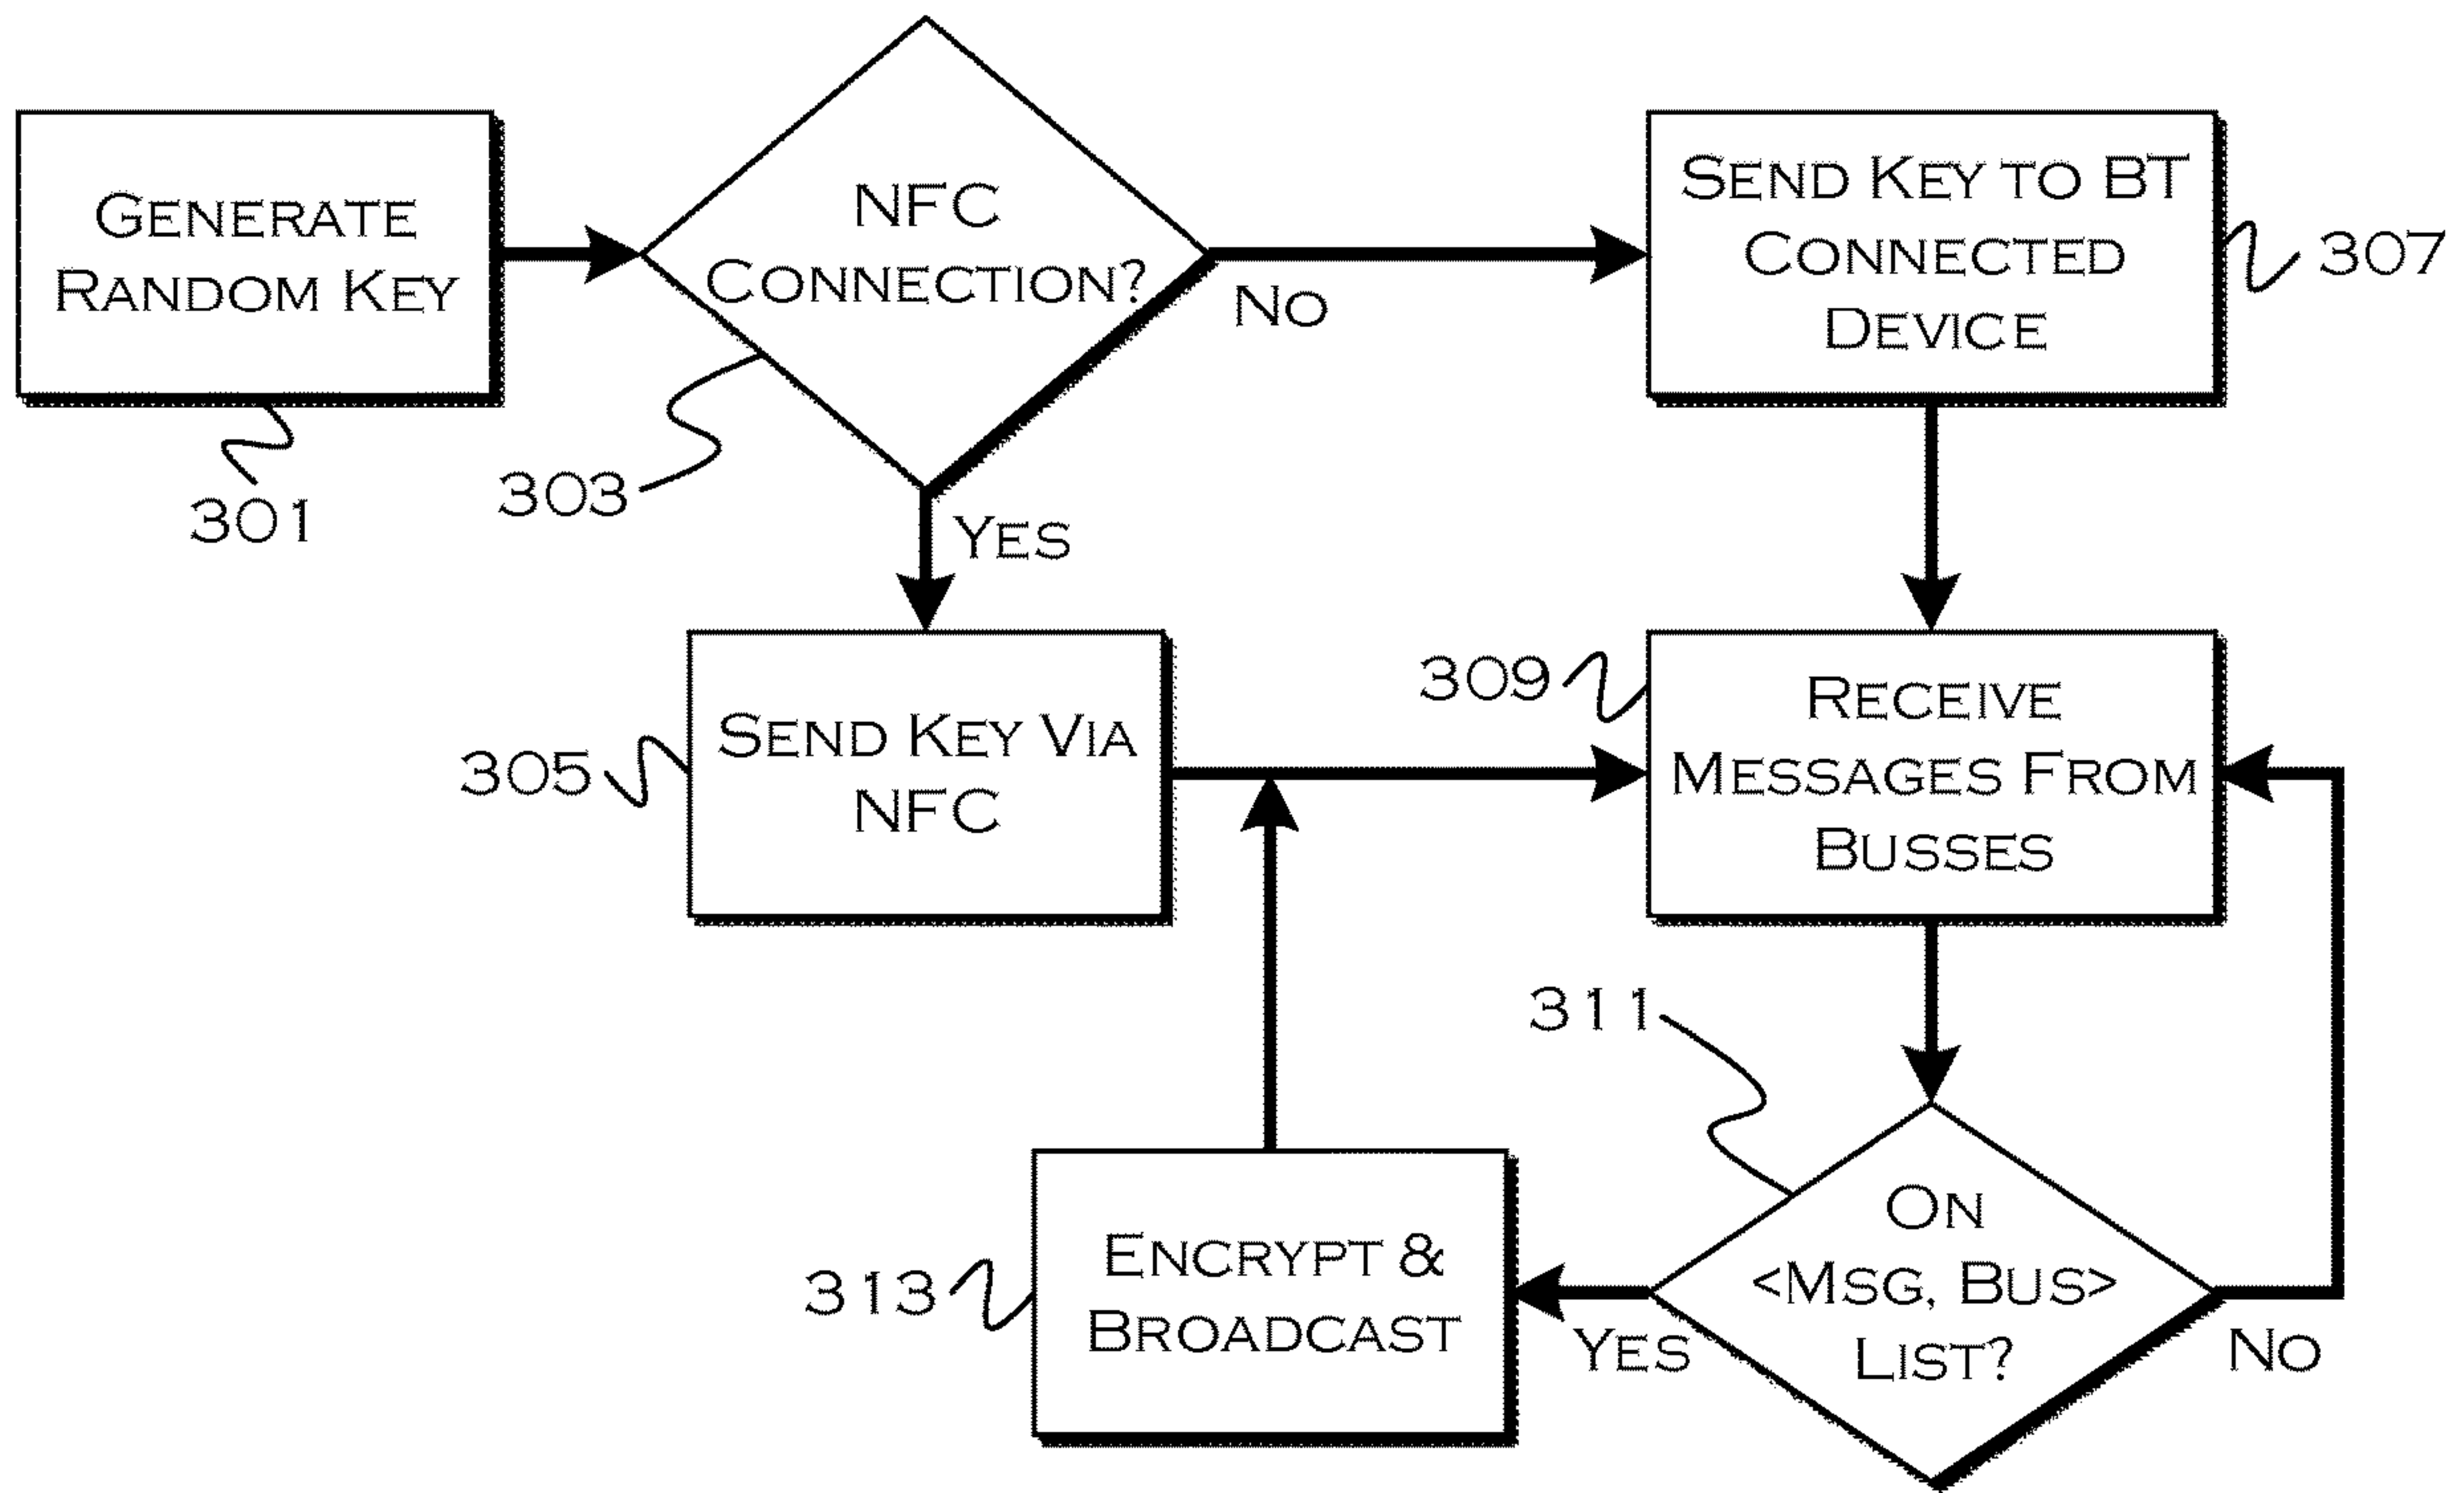 GENERATE
RANDOM KEY
301
NFC
CONNECTION?
303
NO
YES
SEND KEY TO BT
CONNECTED
DEVICE
307
SEND KEY VIA
NFC
305
309
RECEIVE
MESSAGES FROM
BUSSES
311
ON
<MSG, BUS>
LIST?
YES
NO
ENCRYPT &
BROADCAST
313